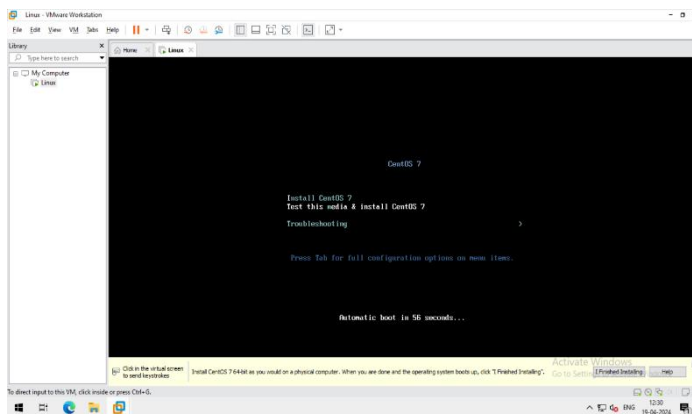 Linux - VMware Workstation
File Edit View VM Tabs Help
Library
Home
Linux
Type here to search
My Computer
Linux
CentOS 7
Install CentOS 7
Test this media & install CentOS 7
Troubleshooting >
Press Tab for full configuration options on menu items.
Automatic boot in 56 seconds...
Activate Windows
Click in the virtual screen
to send keystrokes
Install CentOS 7 64-bit as you would on a physical computer. When you are done and the operating system boots up, click "I Finished Installing".
Go to Settin
I Finished Installing
Help
To direct input to this VM, click inside or press Ctrl+G.
ENG
12:30
19-04-2024